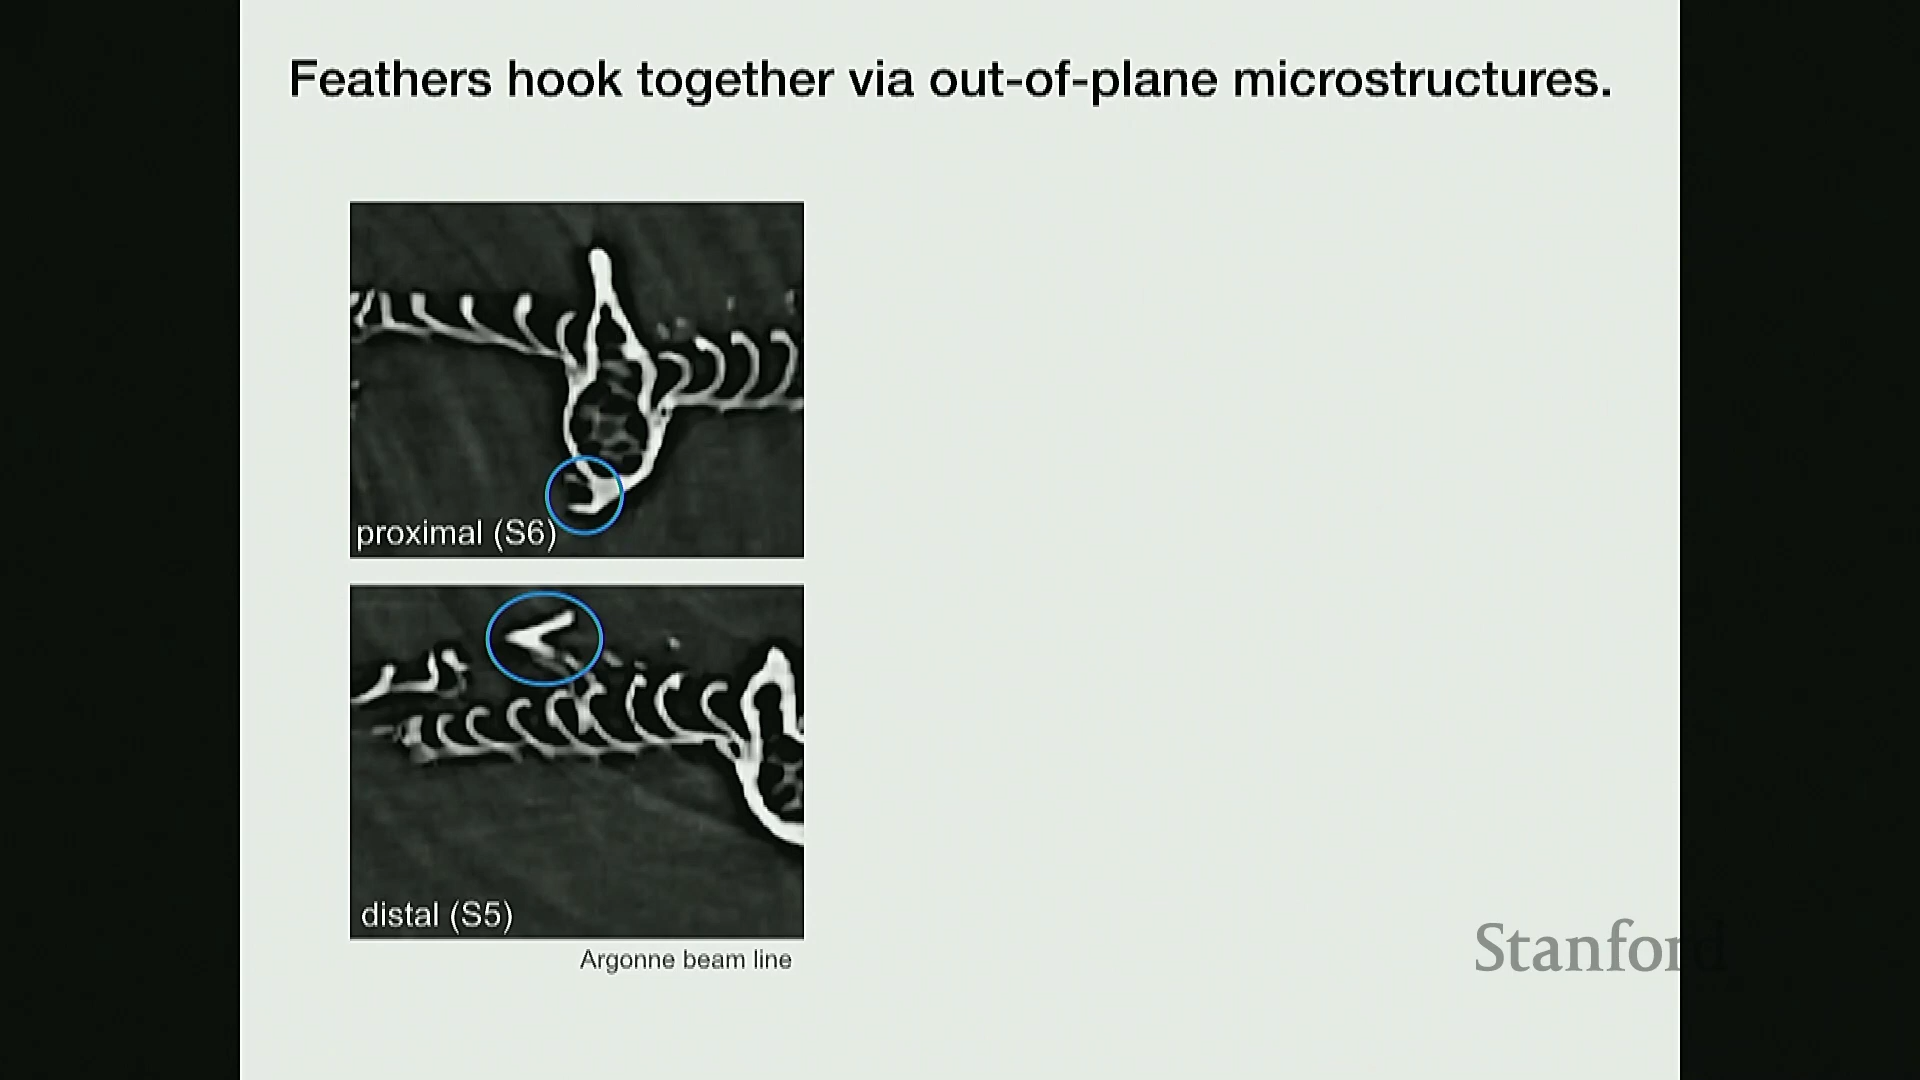 Feathers hook together via out-of-plane microstructures.
proximal (S6)
distal (S5)
Argonne beam line
Stanford